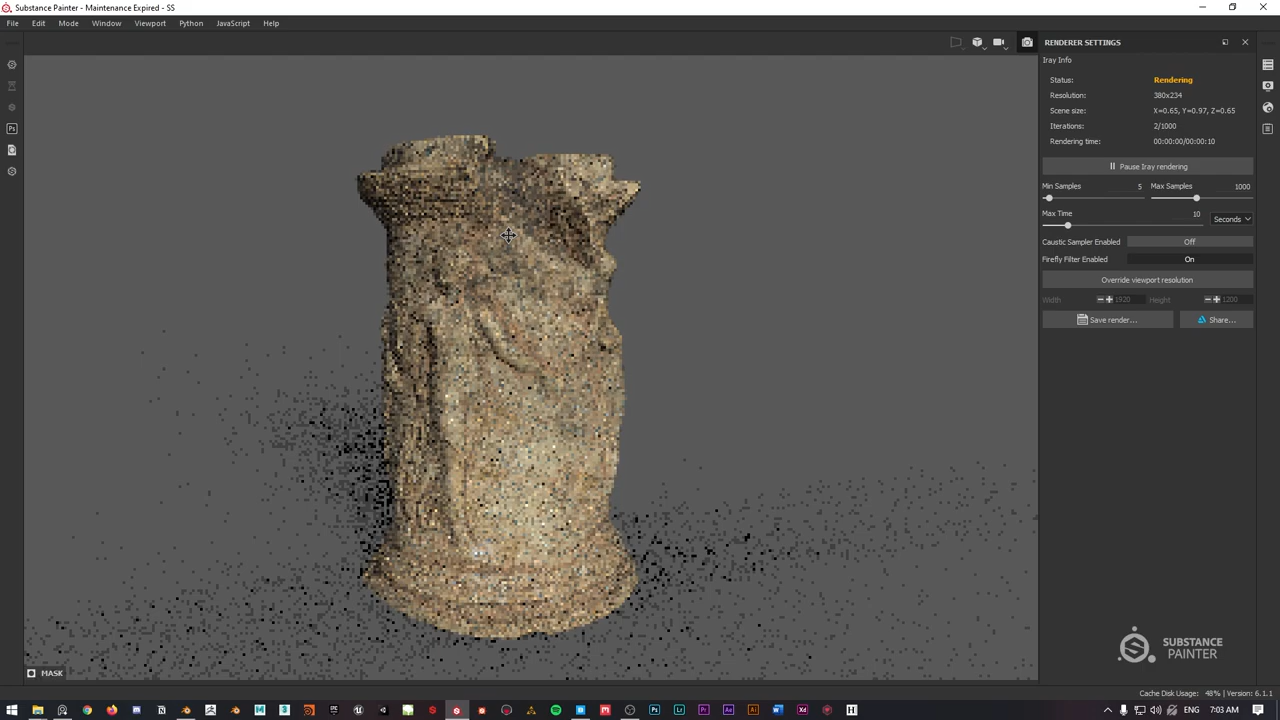 Substance Painter - Maintenance Expired - SS
File Edit Mode Window Viewport Python JavaScript Help
RENDERER SETTINGS
Iray Info
Status: Rendering
Resolution: 380x234
Scene size: X=0.65, Y=0.97, Z=0.65
Iterations: 2/1000
Rendering time: 00:00:00/00:00:10
Pause Iray rendering
Min Samples 5 Max Samples 1000
Max Time 10 Seconds
Caustic Sampler Enabled Off
Firefly Filter Enabled On
Override viewport resolution
Width 1920 Height 1200
Save render... Share...
SUBSTANCE
PAINTER
MASK
Cache Disk Usage: 48% | Version: 6.1.1
ENG 7:03 AM